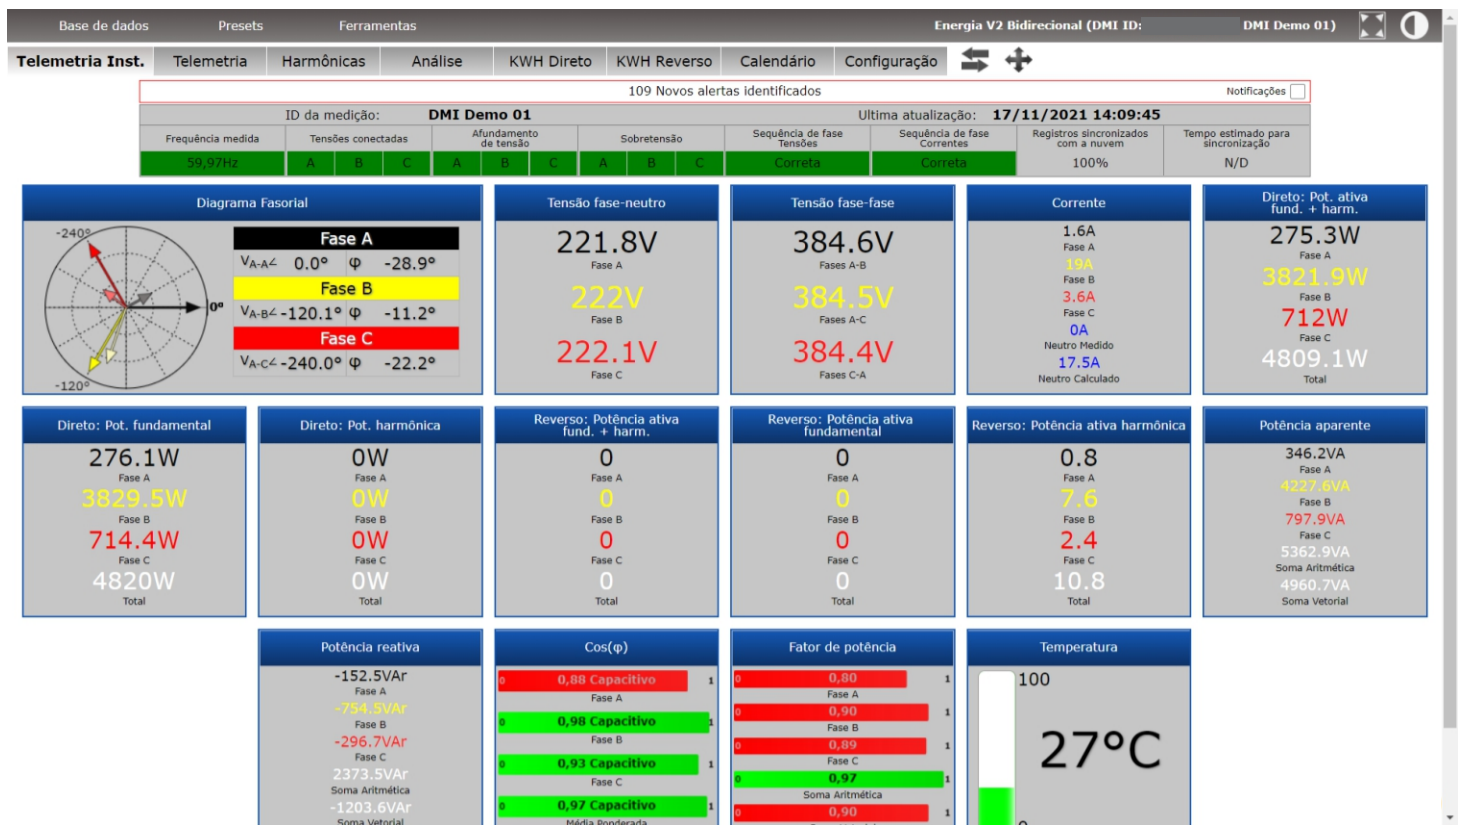 Base de dados Presets Ferramentas Energia V2 Bidirecional (DMI ID: DMI Demo 01)
Telemetria Inst. Telemetria Harmônicas Análise KWH Direto KWH Reverso Calendário Configuração
109 Novos alertas identificados Notificações
ID da medição: DMI Demo 01 Ultima atualização: 17/11/2021 14:09:45
Frequência medida Tensões conectadas Afundamento de tensão Sobretensão Sequência de fase Tensões Sequência de fase Correntes Registros sincronizados com a nuvem Tempo estimado para sincronização
59,97Hz A B C A B C A B C Correta Correta 100% N/D
Diagrama Fasorial
-240º
0º
-120º
Fase A
VA-A∠ 0.0° φ -28.9°
Fase B
VA-B∠ -120.1° φ -11.2°
Fase C
VA-C∠ -240.0° φ -22.2°
Tensão fase-neutro
221.8V
Fase A
222V
Fase B
222.1V
Fase C
Tensão fase-fase
384.6V
Fases A-B
384.5V
Fases A-C
384.4V
Fases C-A
Corrente
1.6A
Fase A
19A
Fase B
3.6A
Fase C
0A
Neutro Medido
17.5A
Neutro Calculado
Direto: Pot. ativa
fund. + harm.
275.3W
Fase A
3821.9W
Fase B
712W
Fase C
4809.1W
Total
Direto: Pot. fundamental
276.1W
Fase A
3829.5W
Fase B
714.4W
Fase C
4820W
Total
Direto: Pot. harmônica
0W
Fase A
0W
Fase B
0W
Fase C
0W
Total
Reverso: Potência ativa
fund. + harm.
0
Fase A
0
Fase B
0
Fase C
0
Total
Reverso: Potência ativa
fundamental
0
Fase A
0
Fase B
0
Fase C
0
Total
Reverso: Potência ativa harmônica
0.8
Fase A
7.6
Fase B
2.4
Fase C
10.8
Total
Potência aparente
346.2VA
Fase A
4227.6VA
Fase B
797.9VA
Fase C
5362.9VA
Soma Aritmética
4960.7VA
Soma Vetorial
Potência reativa
-152.5VAr
Fase A
-754.5VAr
Fase B
-296.7VAr
Fase C
2373.5VAr
Soma Aritmética
-1203.6VAr
Soma Vetorial
Cos(φ)
0 0,88 Capacitivo 1
Fase A
0 0,98 Capacitivo 1
Fase B
0 0,93 Capacitivo 1
Fase C
0 0,97 Capacitivo 1
Média Ponderada
Fator de potência
0 0,80 1
Fase A
0 0,90 1
Fase B
0 0,89 1
Fase C
0 0,97 1
Soma Aritmética
0 0,90 1
Temperatura
100
27°C
0